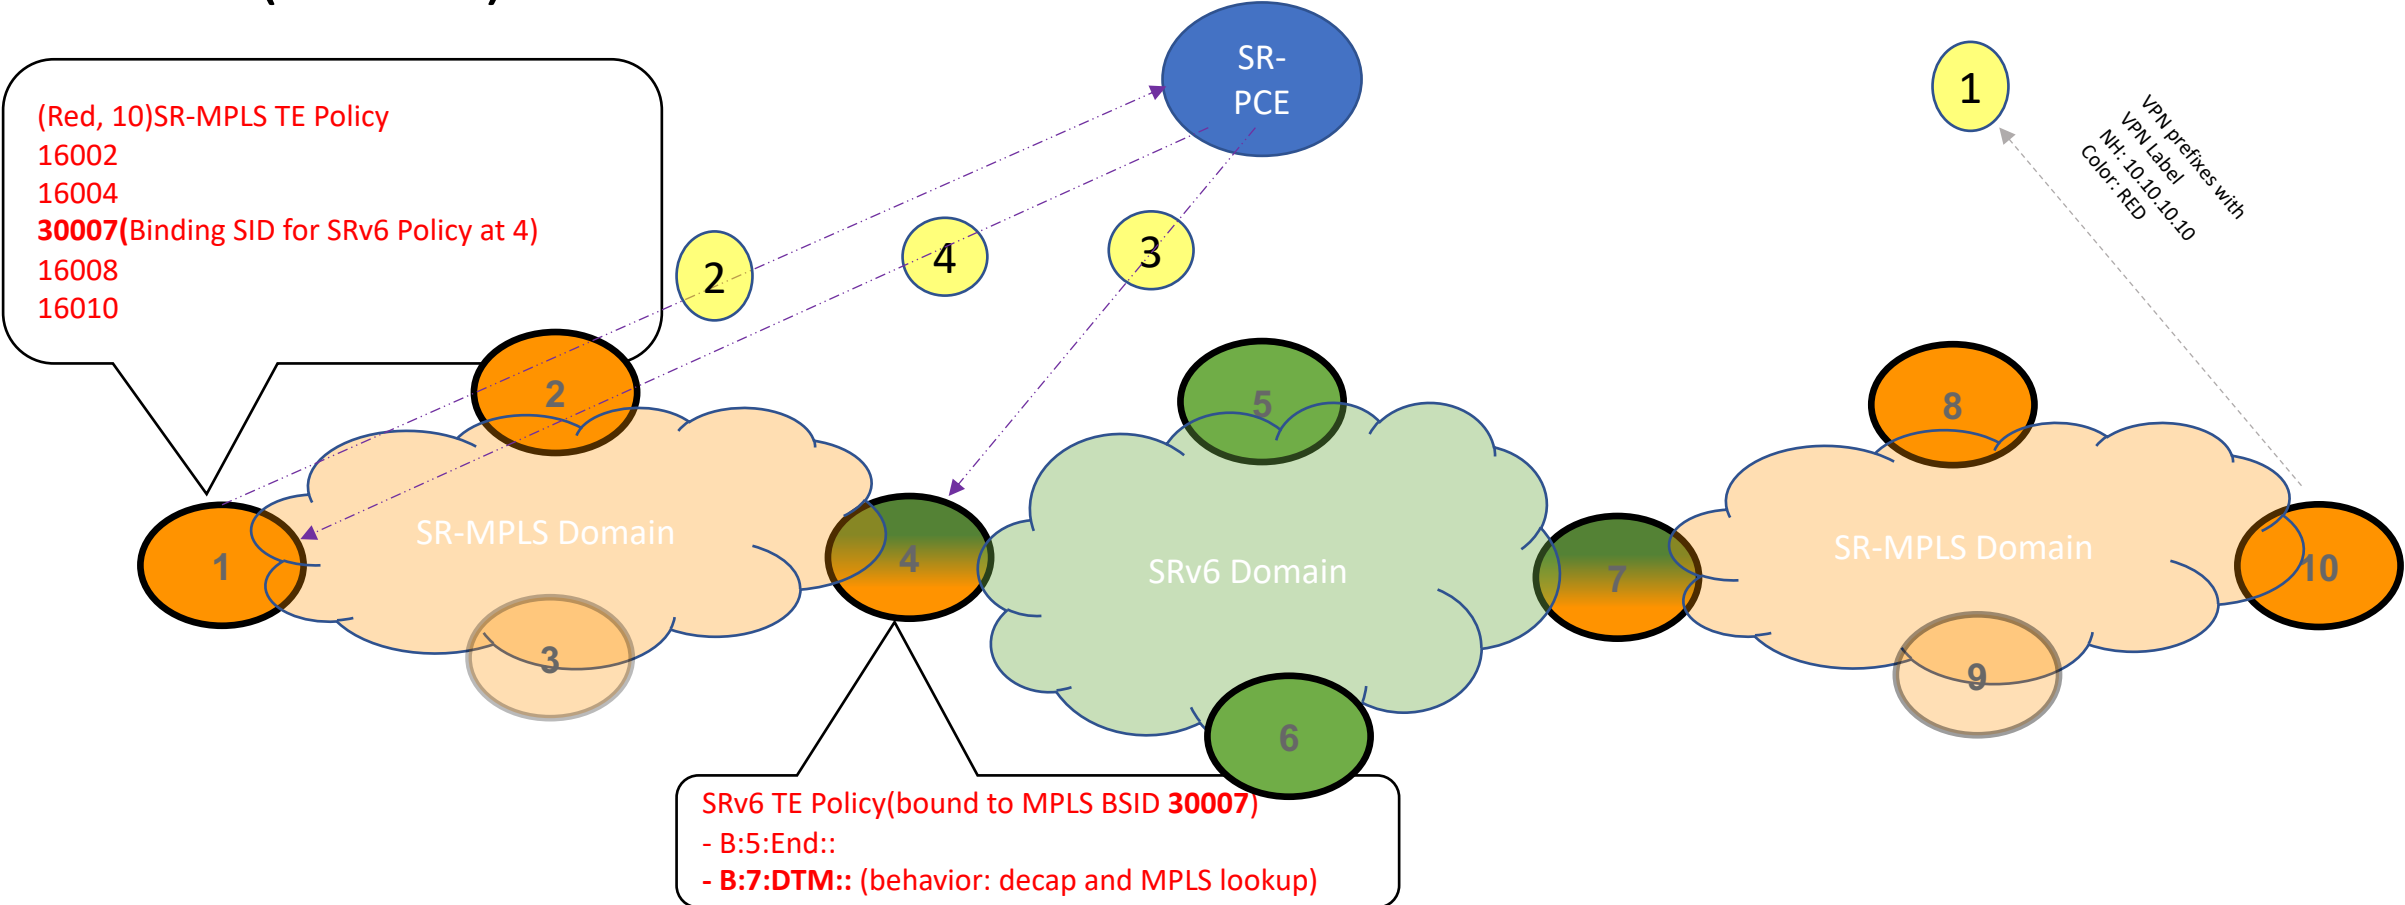 SR-
PCE
1
VPN prefixes with
VPN Label
NH: 10.10.10.10
Color: RED
(Red, 10)SR-MPLS TE Policy
16002
16004
30007(Binding SID for SRv6 Policy at 4)
16008
16010
2
4
3
2
5
8
1
SR-MPLS Domain
4
SRv6 Domain
7
SR-MPLS Domain
10
3
9
6
SRv6 TE Policy(bound to MPLS BSID 30007)
- B:5:End::
- B:7:DTM:: (behavior: decap and MPLS lookup)